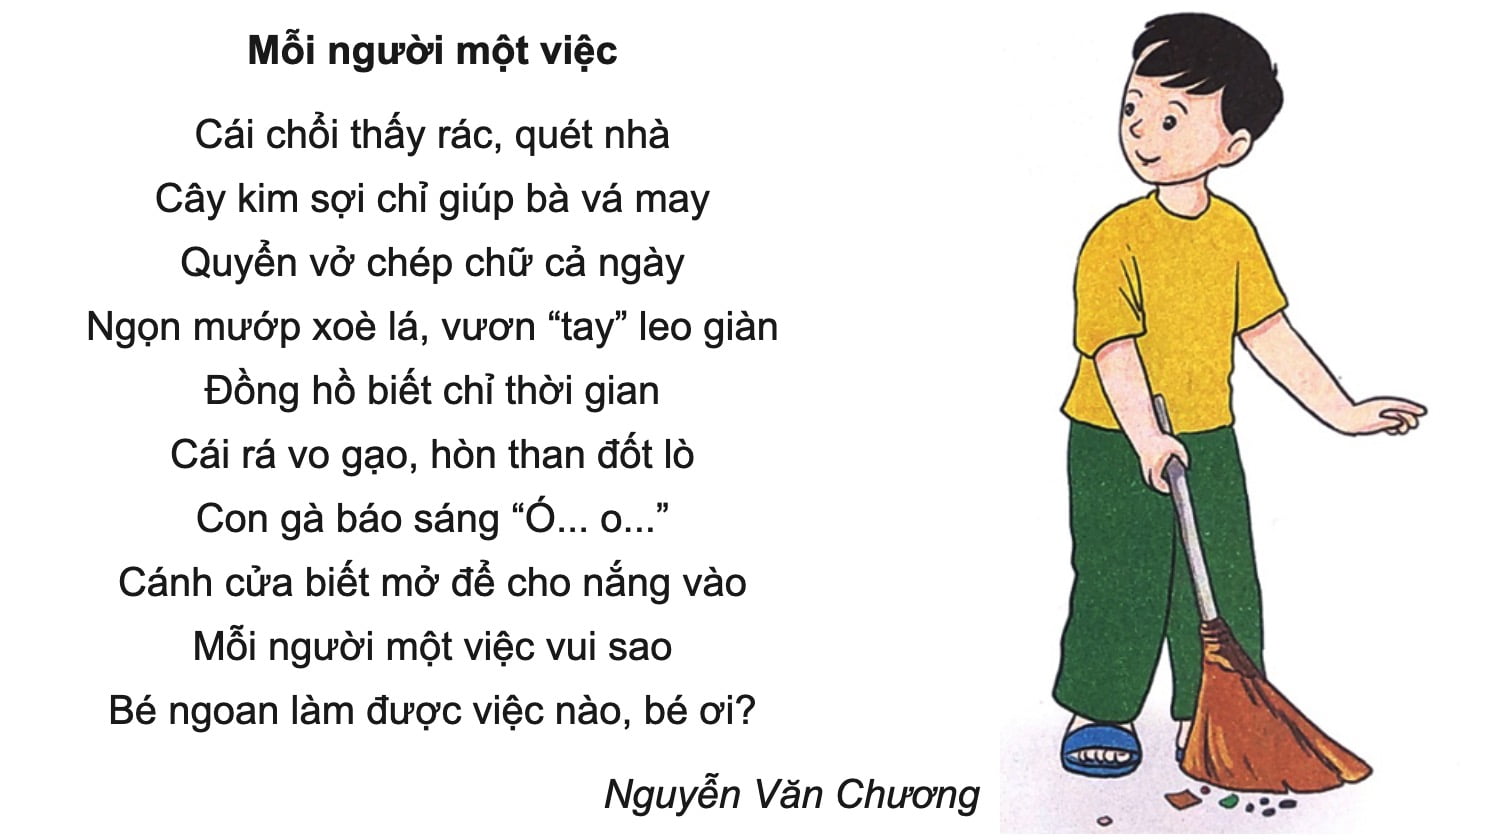 Mỗi người một việc
Cái chổi thấy rác, quét nhà
Cây kim sợi chỉ giúp bà vá may
Quyển vở chép chữ cả ngày
Ngọn mướp xoè lá, vươn “tay” leo giàn
Đồng hồ biết chỉ thời gian
Cái rá vo gạo, hòn than đốt lò
Con gà báo sáng “Ó... o...”
Cánh cửa biết mở để cho nắng vào
Mỗi người một việc vui sao
Bé ngoan làm được việc nào, bé ơi?
Nguyễn Văn Chương